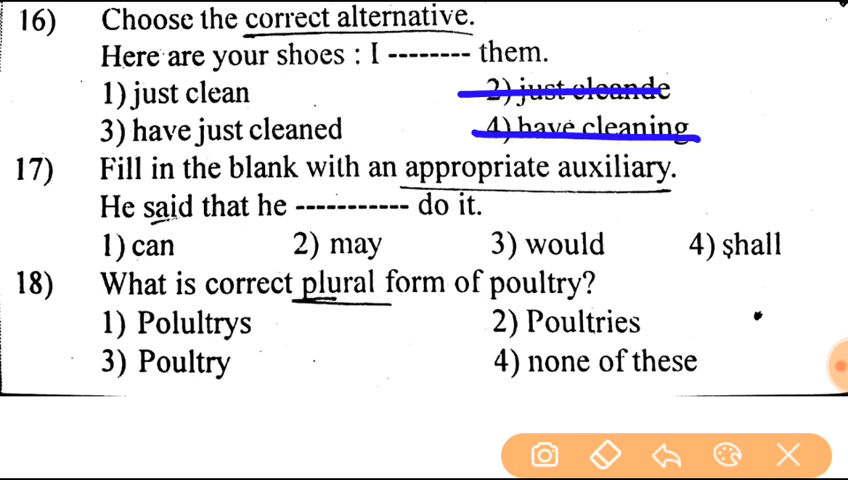 16) Choose the correct alternative.
Here are your shoes : I -------- them.
1) just clean 2) just cleande
3) have just cleaned 4) have cleaning
17) Fill in the blank with an appropriate auxiliary.
He said that he ----------- do it.
1) can 2) may 3) would 4) shall
18) What is correct plural form of poultry?
1) Polultrys 2) Poultries
3) Poultry 4) none of these